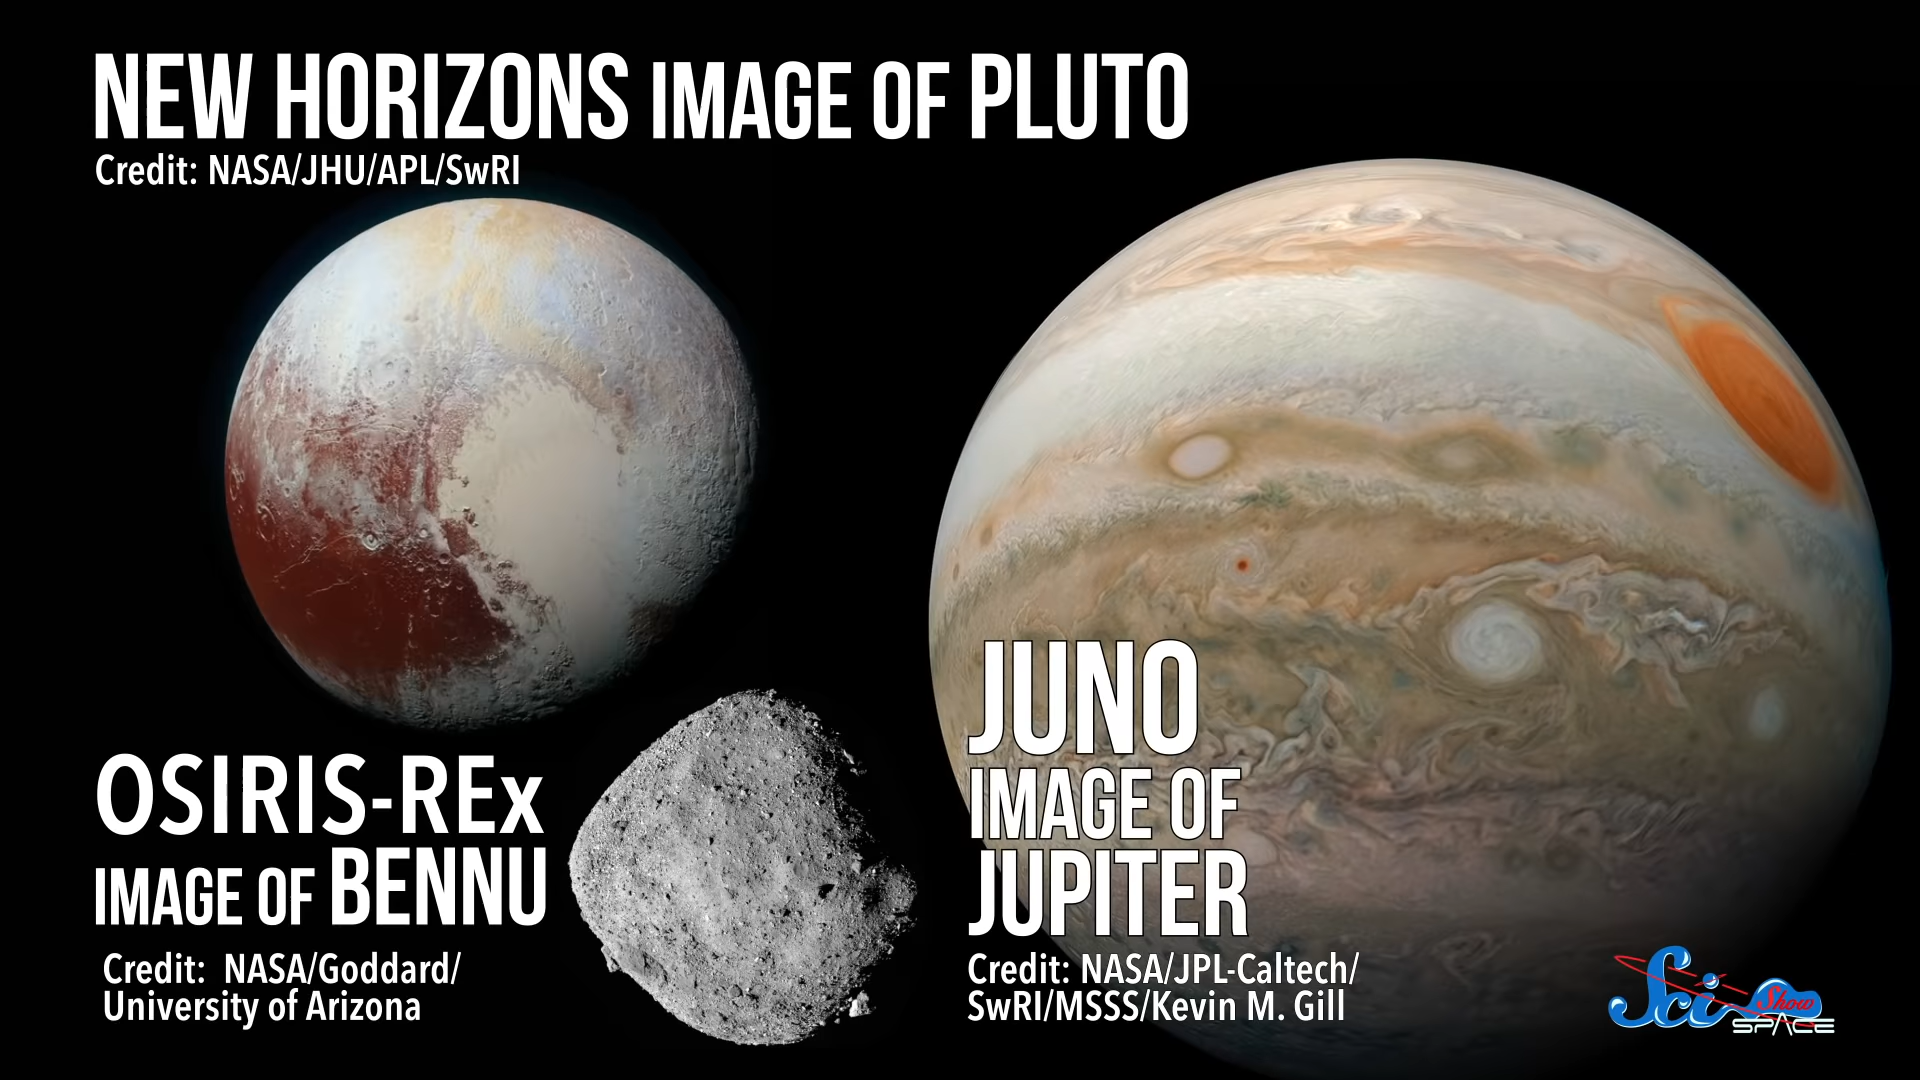 NEW HORIZONS IMAGE OF PLUTO
Credit: NASA/JHU/APL/SwRI
OSIRIS-REx
IMAGE OF BENNU
Credit: NASA/Goddard/
University of Arizona
JUNO
IMAGE OF
JUPITER
Credit: NASA/JPL-Caltech/
SwRI/MSSS/Kevin M. Gill
Sci Show
SPACE